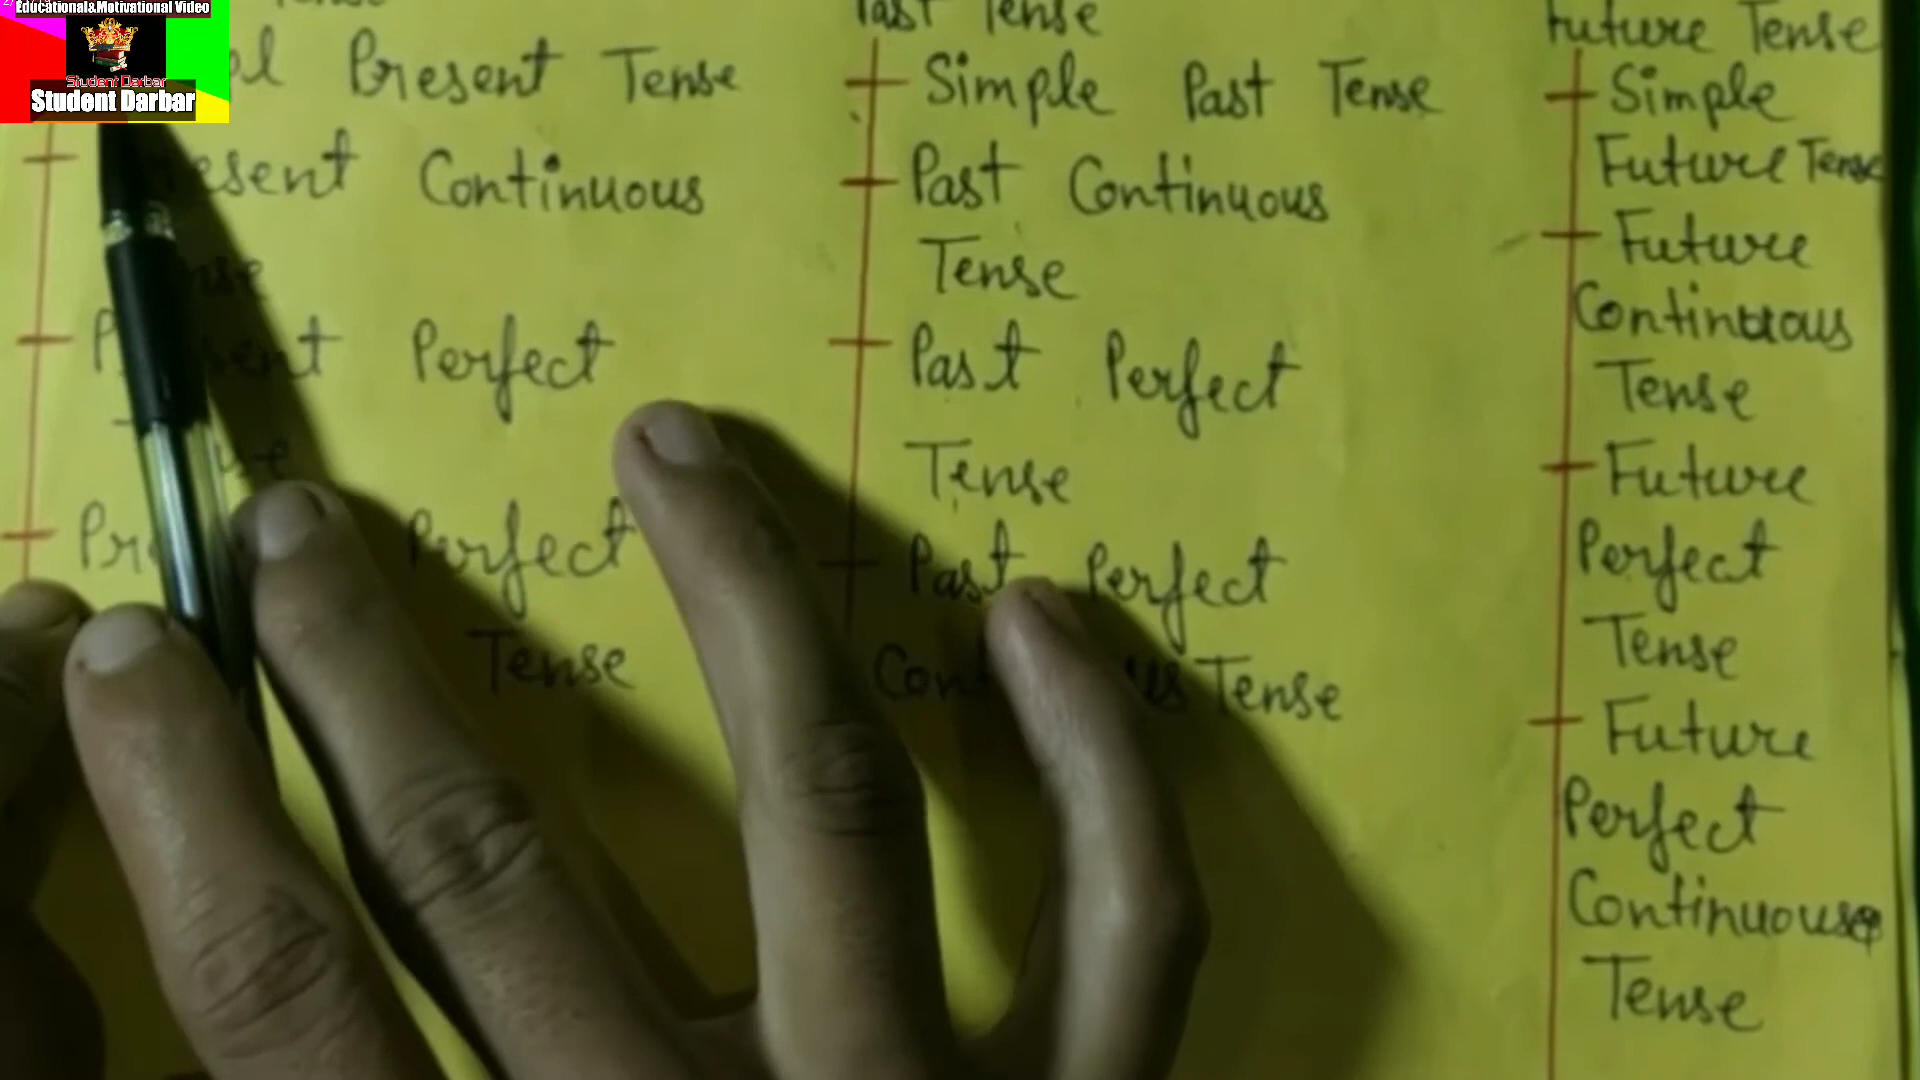 Educational&Motivational Video
Student Darbar
Student Darbar
Tense
Present Tense
Continuous
Perfect
Perfect
Tense
Past Tense
Simple Past Tense
Past Continuous
Tense
Past Perfect
Tense
Past Perfect
Tense
Future Tense
Simple
Future Tense
Future
Continuous
Tense
Future
Perfect
Tense
Future
Perfect
Continuous
Tense